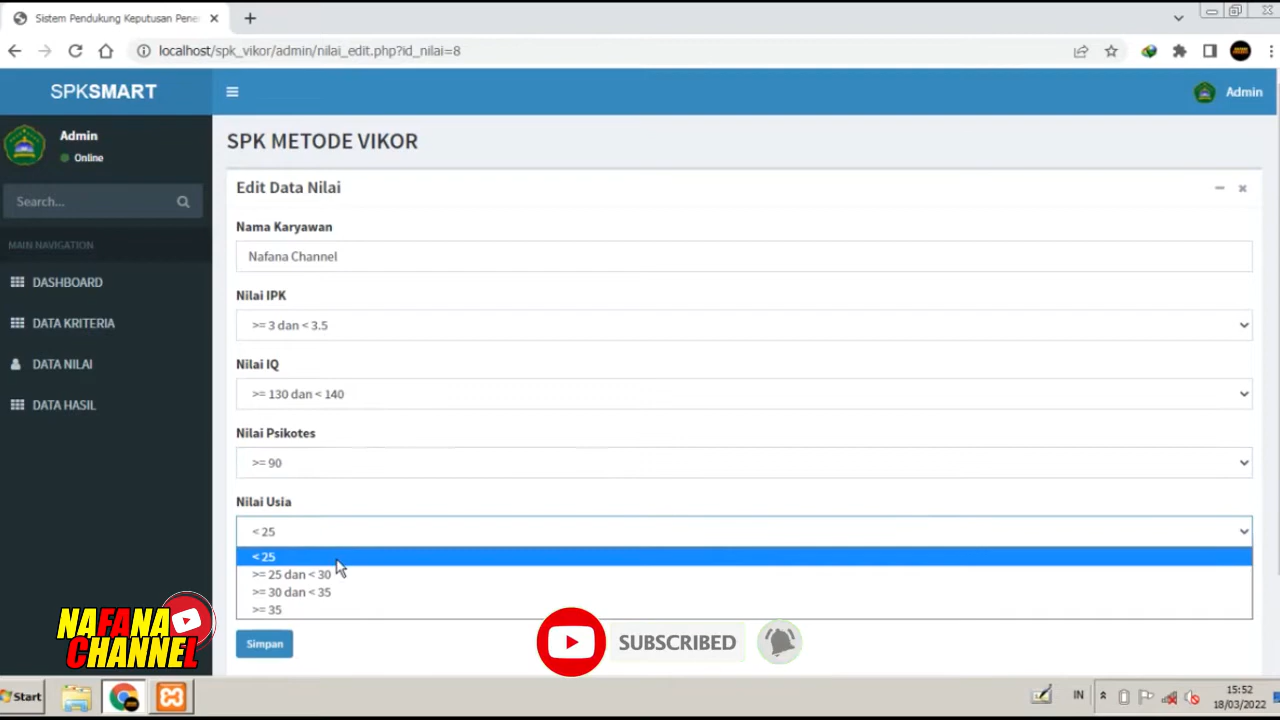 Sistem Pendukung Keputusan Pene
localhost/spk_vikor/admin/nilai_edit.php?id_nilai=8
SPKSMART
Admin
Admin
Online
SPK METODE VIKOR
Search...
Edit Data Nilai
MAIN NAVIGATION
Nama Karyawan
Nafana Channel
DASHBOARD
Nilai IPK
DATA KRITERIA
>= 3 dan < 3.5
DATA NILAI
Nilai IQ
>= 130 dan < 140
DATA HASIL
Nilai Psikotes
>= 90
Nilai Usia
< 25
< 25
>= 25 dan < 30
>= 30 dan < 35
>= 35
Simpan
NAFANA
CHANNEL
SUBSCRIBED
Start
IN
15:52
18/03/2022